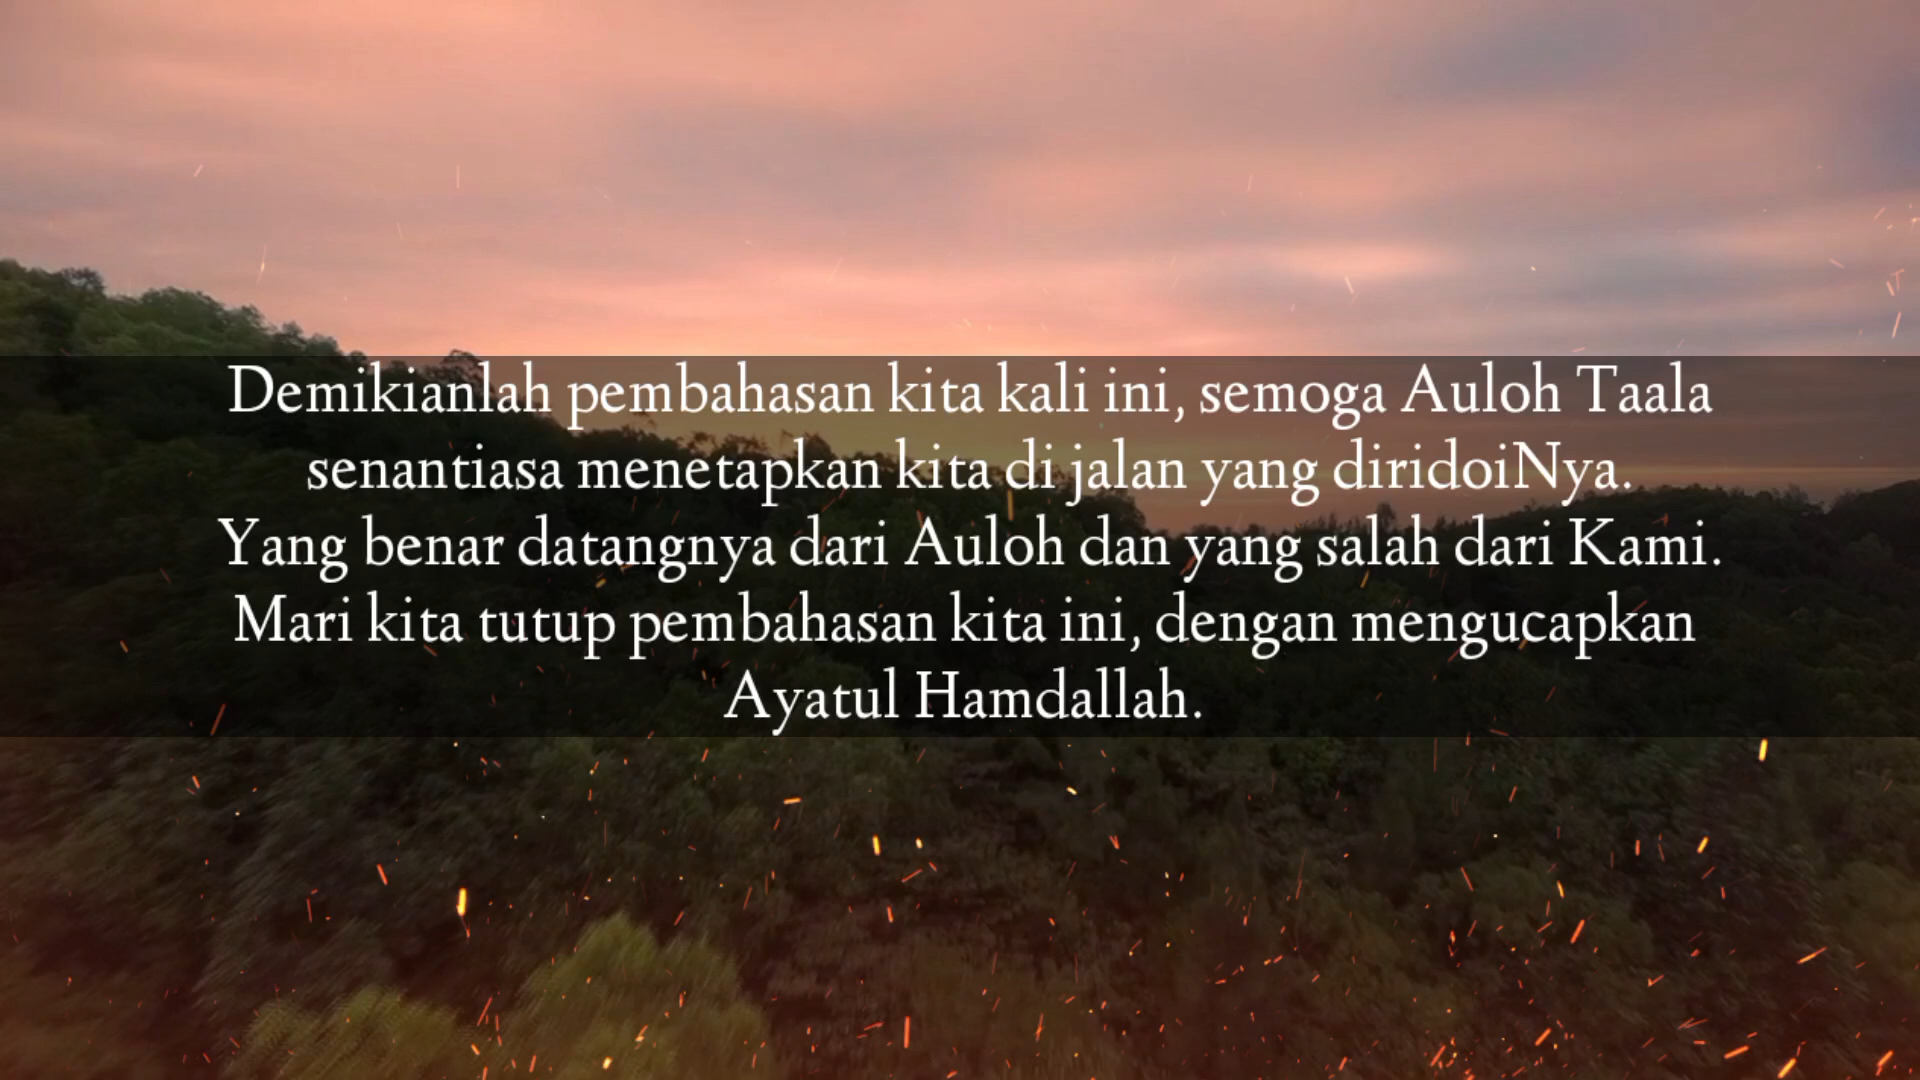 Demikianlah pembahasan kita kali ini, semoga Auloh Taala
senantiasa menetapkan kita di jalan yang diridoiNya.
Yang benar datangnya dari Auloh dan yang salah dari Kami.
Mari kita tutup pembahasan kita ini, dengan mengucapkan
Ayatul Hamdallah.